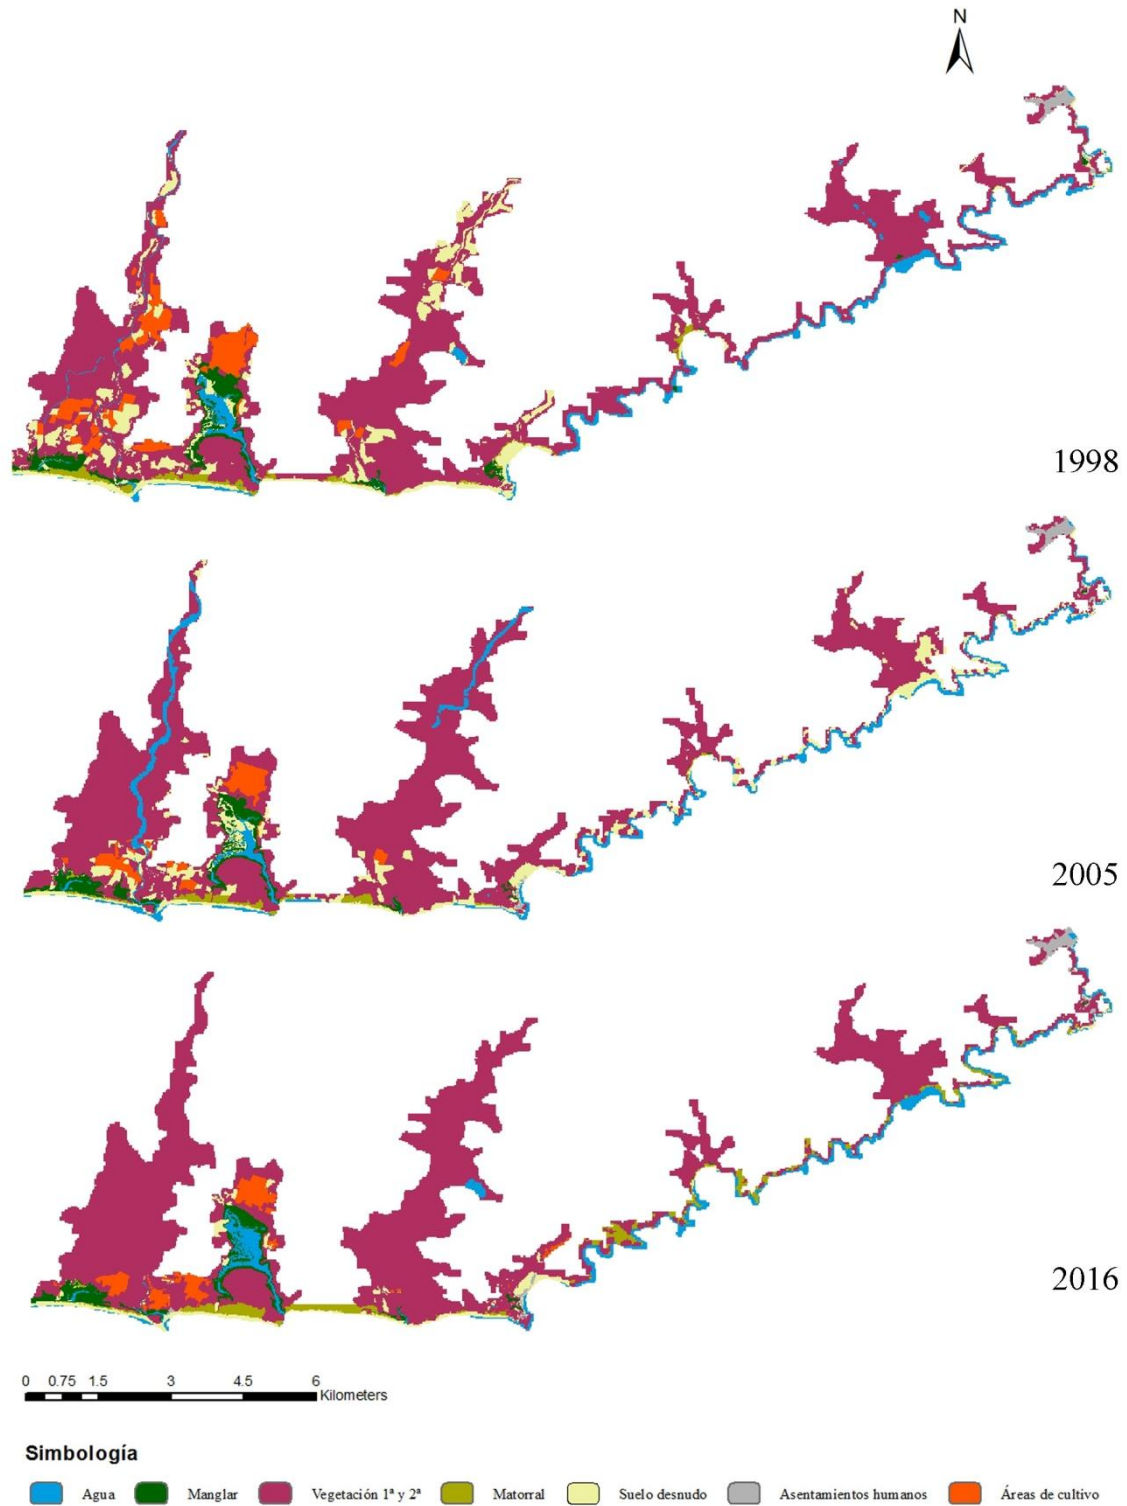 N
1998
2005
2016
0 0.75 1.5 3 4.5 6
Kilometers
Simbología
Agua Manglar Vegetación 1ª y 2ª Matorral Suelo desnudo Asentamientos humanos Áreas de cultivo